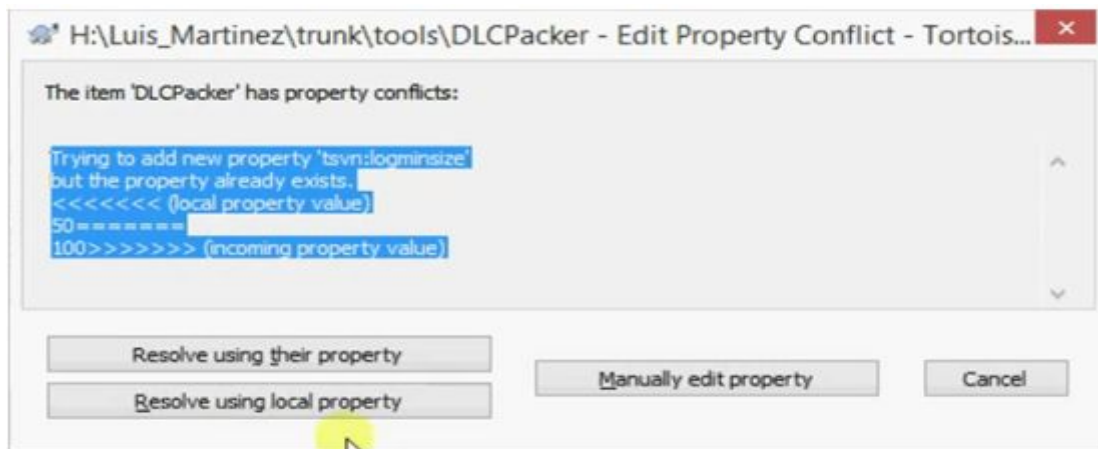 H:\Luis_Martinez\trunk\tools\DLCPacker - Edit Property Conflict - Tortois...
The item 'DLCPacker' has property conflicts:
Trying to add new property 'tsvn:logminsize'
but the property already exists.
<<<<<<< (local property value)
50=======
100>>>>>>> (incoming property value)
Resolve using their property
Manually edit property
Cancel
Resolve using local property